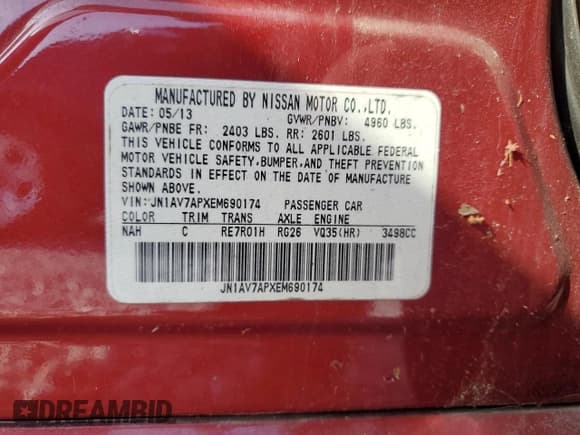 MANUFACTURED BY NISSAN MOTOR CO.,LTD.
DATE: 05/13 GVWR/PNBV: 4960 LBS.
GAWR/PNBE FR: 2403 LBS. RR: 2601 LBS.
THIS VEHICLE CONFORMS TO ALL APPLICABLE FEDERAL
MOTOR VEHICLE SAFETY,BUMPER,AND THEFT PREVENTION
STANDARDS IN EFFECT ON THE DATE OF MANUFACTURE
SHOWN ABOVE.
VIN:JN1AV7APXEM690174 PASSENGER CAR
COLOR TRIM TRANS AXLE ENGINE
NAH C RE7R01H RG26 VQ35(HR) 3498CC
JN1AV7APXEM690174
DREAMBID